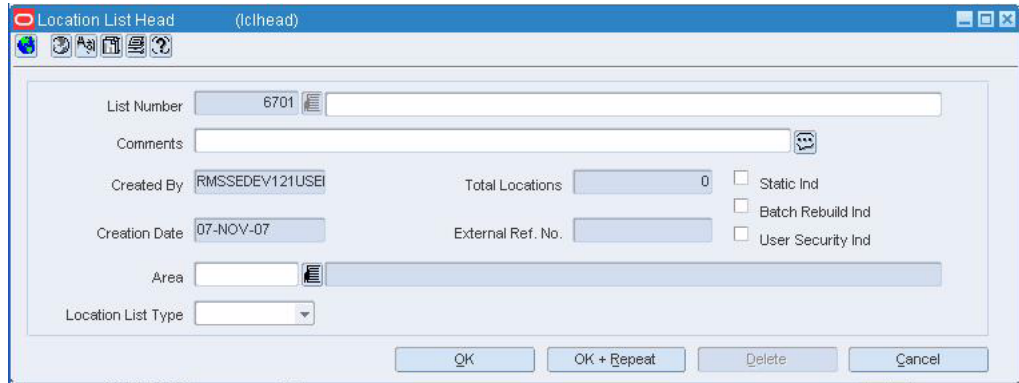 Location List Head (lclhead)
List Number 6701
Comments
Created By RMSSEDEV121USEI Total Locations 0 Static Ind
Batch Rebuild Ind
Creation Date 07-NOV-07 External Ref. No. User Security Ind
Area
Location List Type
OK OK + Repeat Delete Cancel